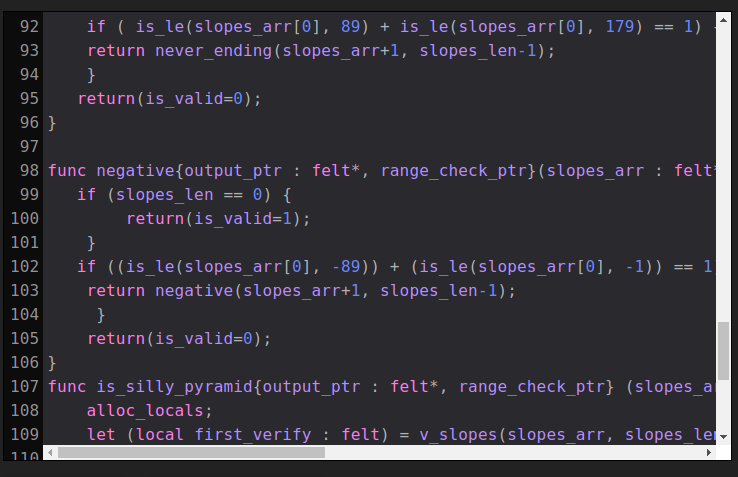 92 if ( is_le(slopes_arr[0], 89) + is_le(slopes_arr[0], 179) == 1)
93 return never_ending(slopes_arr+1, slopes_len-1);
94 }
95 return(is_valid=0);
96 }
97
98 func negative{output_ptr : felt*, range_check_ptr}(slopes_arr : felt*
99 if (slopes_len == 0) {
100 return(is_valid=1);
101 }
102 if ((is_le(slopes_arr[0], -89)) + (is_le(slopes_arr[0], -1)) == 1
103 return negative(slopes_arr+1, slopes_len-1);
104 }
105 return(is_valid=0);
106 }
107 func is_silly_pyramid{output_ptr : felt*, range_check_ptr} (slopes_ar
108 alloc_locals;
109 let (local first_verify : felt) = v_slopes(slopes_arr, slopes_len
110